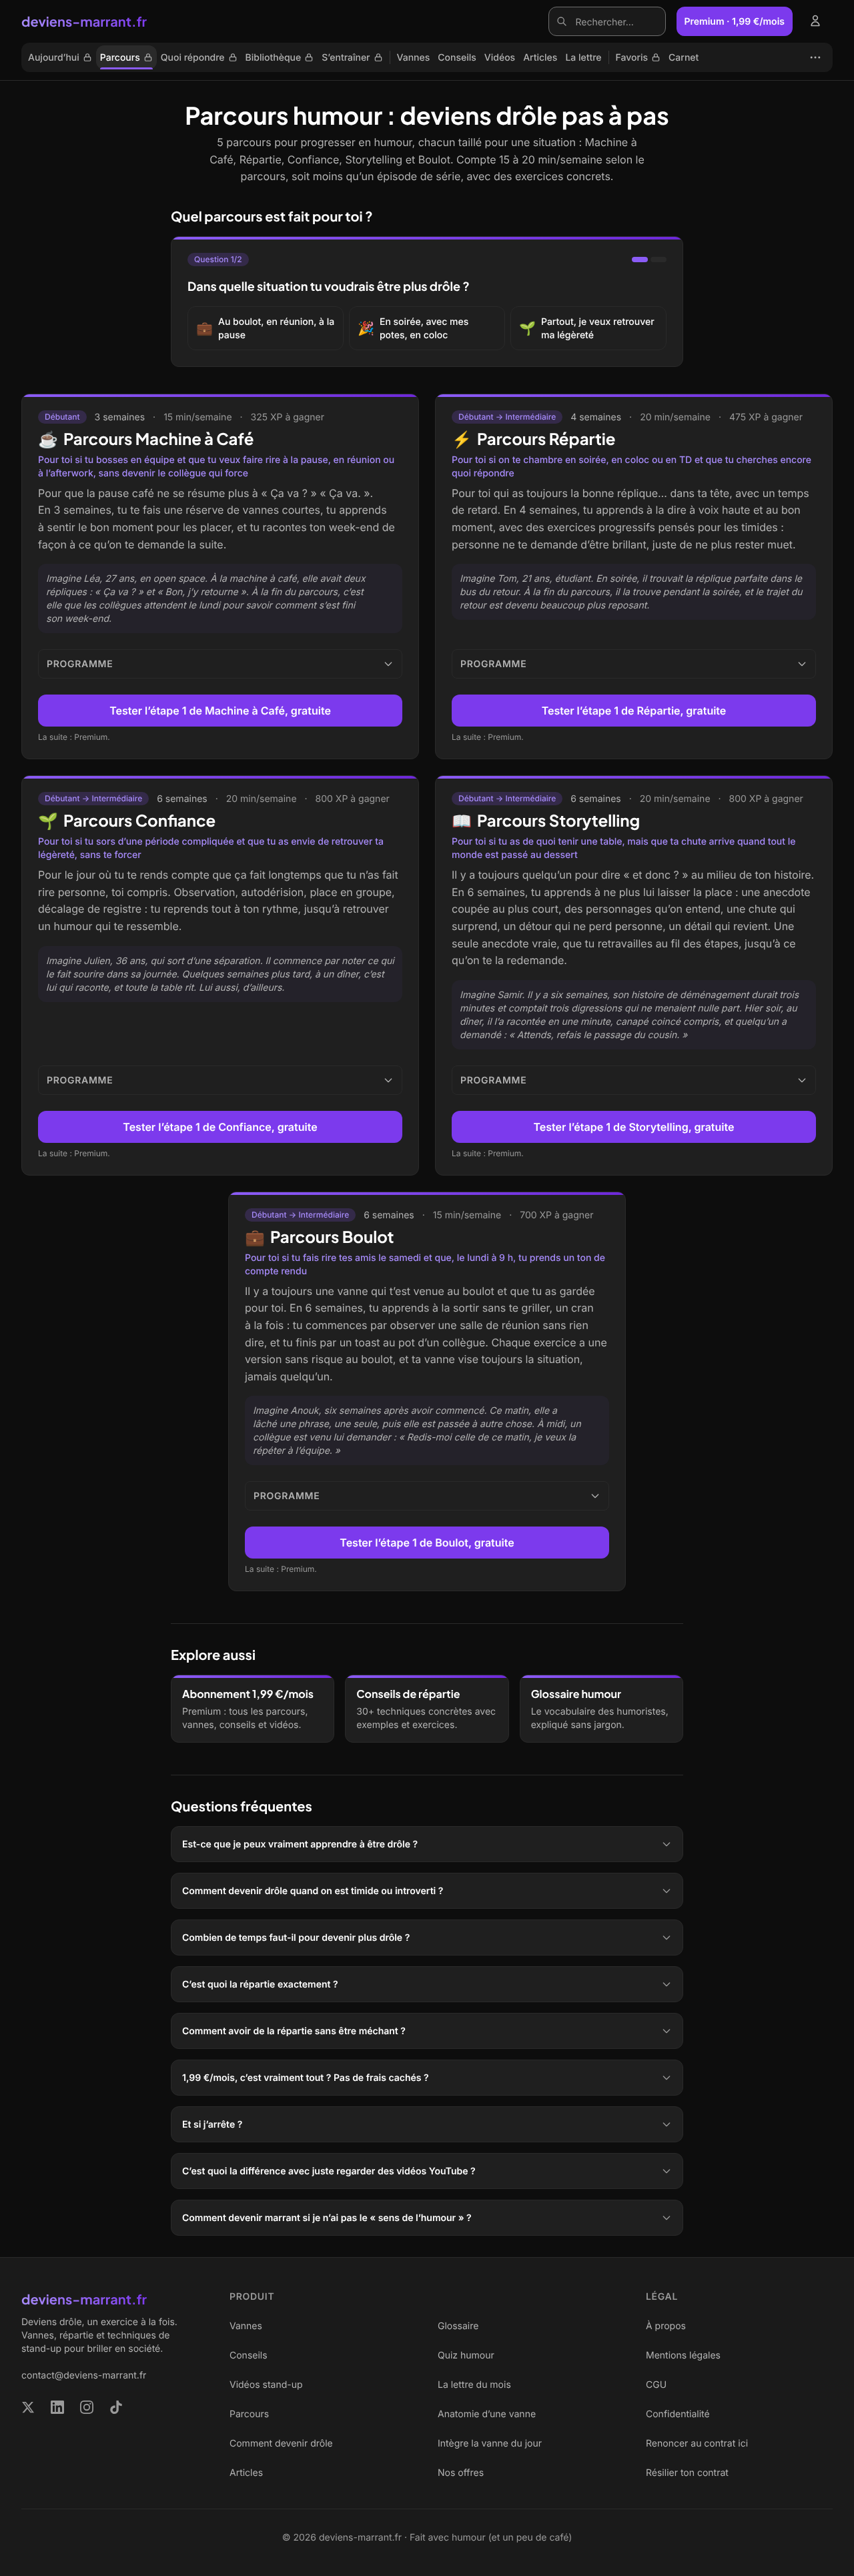 deviens-marrant.fr
Rechercher...
Premium · 1,99 €/mois
Aujourd’hui
Parcours
Quoi répondre
Bibliothèque
S’entraîner
Vannes
Conseils
Vidéos
Articles
La lettre
Favoris
Carnet
Parcours humour : deviens drôle pas à pas
5 parcours pour progresser en humour, chacun taillé pour une situation : Machine à
Café, Répartie, Confiance, Storytelling et Boulot. Compte 15 à 20 min/semaine selon le
parcours, soit moins qu’un épisode de série, avec des exercices concrets.
Quel parcours est fait pour toi ?
Question 1/2
Dans quelle situation tu voudrais être plus drôle ?
Au boulot, en réunion, à la
pause
En soirée, avec mes
potes, en coloc
Partout, je veux retrouver
ma légèreté
Débutant 3 semaines · 15 min/semaine · 325 XP à gagner
Parcours Machine à Café
Pour toi si tu bosses en équipe et que tu veux faire rire à la pause, en réunion ou
à l’afterwork, sans devenir le collègue qui force
Pour que la pause café ne se résume plus à « Ça va ? » « Ça va. ».
En 3 semaines, tu te fais une réserve de vannes courtes, tu apprends
à sentir le bon moment pour les placer, et tu racontes ton week-end de
façon à ce qu’on te demande la suite.
Imagine Léa, 27 ans, en open space. À la machine à café, elle avait deux
répliques : « Ça va ? » et « Bon, j’y retourne ». À la fin du parcours, c’est
elle que les collègues attendent le lundi pour savoir comment s’est fini
son week-end.
PROGRAMME
Tester l’étape 1 de Machine à Café, gratuite
La suite : Premium.
Débutant → Intermédiaire 4 semaines · 20 min/semaine · 475 XP à gagner
Parcours Répartie
Pour toi si on te chambre en soirée, en coloc ou en TD et que tu cherches encore
quoi répondre
Pour toi qui as toujours la bonne réplique… dans ta tête, avec un temps
de retard. En 4 semaines, tu apprends à la dire à voix haute et au bon
moment, avec des exercices progressifs pensés pour les timides :
personne ne te demande d’être brillant, juste de ne plus rester muet.
Imagine Tom, 21 ans, étudiant. En soirée, il trouvait la réplique parfaite dans le
bus du retour. À la fin du parcours, il la trouve pendant la soirée, et le trajet du
retour est devenu beaucoup plus reposant.
PROGRAMME
Tester l’étape 1 de Répartie, gratuite
La suite : Premium.
Débutant → Intermédiaire 6 semaines · 20 min/semaine · 800 XP à gagner
Parcours Confiance
Pour toi si tu sors d’une période compliquée et que tu as envie de retrouver ta
légèreté, sans te forcer
Pour le jour où tu te rends compte que ça fait longtemps que tu n’as fait
rire personne, toi compris. Observation, autodérision, place en groupe,
décalage de registre : tu reprends tout à ton rythme, jusqu’à retrouver
un humour qui te ressemble.
Imagine Julien, 36 ans, qui sort d’une séparation. Il commence par noter ce qui
le fait sourire dans sa journée. Quelques semaines plus tard, à un dîner, c’est
lui qui raconte, et toute la table rit. Lui aussi, d’ailleurs.
PROGRAMME
Tester l’étape 1 de Confiance, gratuite
La suite : Premium.
Débutant → Intermédiaire 6 semaines · 20 min/semaine · 800 XP à gagner
Parcours Storytelling
Pour toi si tu as de quoi tenir une table, mais que ta chute arrive quand tout le
monde est passé au dessert
Il y a toujours quelqu’un pour dire « et donc ? » au milieu de ton histoire.
En 6 semaines, tu apprends à ne plus lui laisser la place : une anecdote
coupée au plus court, des personnages qu’on entend, une chute qui
surprend, un détour qui ne perd personne, un détail qui revient. Une
seule anecdote vraie, que tu retravailles au fil des étapes, jusqu’à ce
qu’on te la redemande.
Imagine Samir. Il y a six semaines, son histoire de déménagement durait trois
minutes et comptait trois digressions qui ne menaient nulle part. Hier soir, au
dîner, il l’a racontée en une minute, canapé coincé compris, et quelqu’un a
demandé : « Attends, refais le passage du cousin. »
PROGRAMME
Tester l’étape 1 de Storytelling, gratuite
La suite : Premium.
Débutant → Intermédiaire 6 semaines · 15 min/semaine · 700 XP à gagner
Parcours Boulot
Pour toi si tu fais rire tes amis le samedi et que, le lundi à 9 h, tu prends un ton de
compte rendu
Il y a toujours une vanne qui t’est venue au boulot et que tu as gardée
pour toi. En 6 semaines, tu apprends à la sortir sans te griller, un cran
à la fois : tu commences par observer une salle de réunion sans rien
dire, et tu finis par un toast au pot d’un collègue. Chaque exercice a une
version sans risque au boulot, et ta vanne vise toujours la situation,
jamais quelqu’un.
Imagine Anouk, six semaines après avoir commencé. Ce matin, elle a
lâché une phrase, une seule, puis elle est passée à autre chose. À midi, un
collègue est venu lui demander : « Redis-moi celle de ce matin, je veux la
répéter à l’équipe. »
PROGRAMME
Tester l’étape 1 de Boulot, gratuite
La suite : Premium.
Explore aussi
Abonnement 1,99 €/mois
Premium : tous les parcours,
vannes, conseils et vidéos.
Conseils de répartie
30+ techniques concrètes avec
exemples et exercices.
Glossaire humour
Le vocabulaire des humoristes,
expliqué sans jargon.
Questions fréquentes
Est-ce que je peux vraiment apprendre à être drôle ?
Comment devenir drôle quand on est timide ou introverti ?
Combien de temps faut-il pour devenir plus drôle ?
C’est quoi la répartie exactement ?
Comment avoir de la répartie sans être méchant ?
1,99 €/mois, c’est vraiment tout ? Pas de frais cachés ?
Et si j’arrête ?
C’est quoi la différence avec juste regarder des vidéos YouTube ?
Comment devenir marrant si je n’ai pas le « sens de l’humour » ?
deviens-marrant.fr
Deviens drôle, un exercice à la fois.
Vannes, répartie et techniques de
stand-up pour briller en société.
contact@deviens-marrant.fr
PRODUIT
Vannes
Conseils
Vidéos stand-up
Parcours
Comment devenir drôle
Articles
Glossaire
Quiz humour
La lettre du mois
Anatomie d’une vanne
Intègre la vanne du jour
Nos offres
LÉGAL
À propos
Mentions légales
CGU
Confidentialité
Renoncer au contrat ici
Résilier ton contrat
© 2026 deviens-marrant.fr · Fait avec humour (et un peu de café)